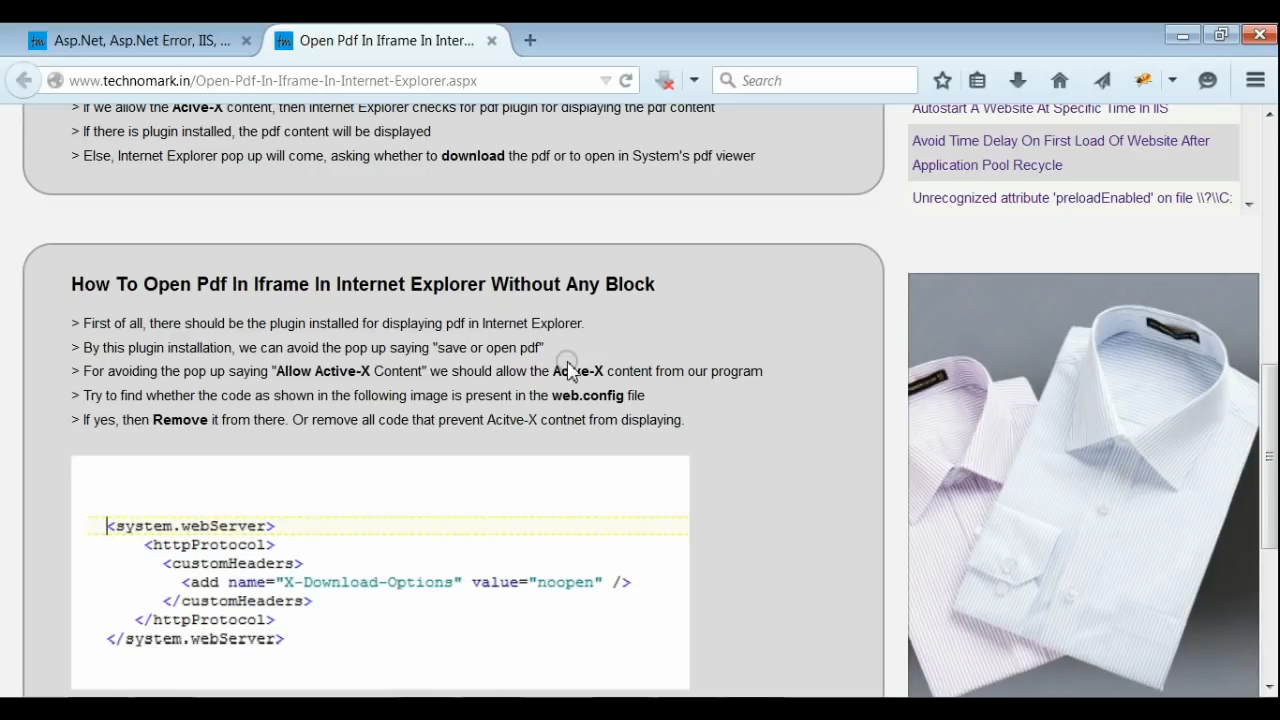 Asp.Net, Asp.Net Error, IIS, ...
Open Pdf In Iframe In Inter...
www.technomark.in/Open-Pdf-In-Iframe-In-Internet-Explorer.aspx
Search
> If we allow the Acive-X content, then Internet Explorer checks for pdf plugin for displaying the pdf content
> If there is plugin installed, the pdf content will be displayed
> Else, Internet Explorer pop up will come, asking whether to download the pdf or to open in System's pdf viewer
Autostart A Website At Specific Time In IIS
Avoid Time Delay On First Load Of Website After
Application Pool Recycle
Unrecognized attribute 'preloadEnabled' on file \\?\\C:
How To Open Pdf In Iframe In Internet Explorer Without Any Block
> First of all, there should be the plugin installed for displaying pdf in Internet Explorer.
> By this plugin installation, we can avoid the pop up saying "save or open pdf"
> For avoiding the pop up saying "Allow Active-X Content" we should allow the content from our program
> Try to find whether the code as shown in the following image is present in the web.config file
> If yes, then Remove it from there. Or remove all code that prevent Acitve-X contnet from displaying.
<system.webServer>
<httpProtocol>
<customHeaders>
<add name="X-Download-Options" value="noopen" />
</customHeaders>
</httpProtocol>
</system.webServer>